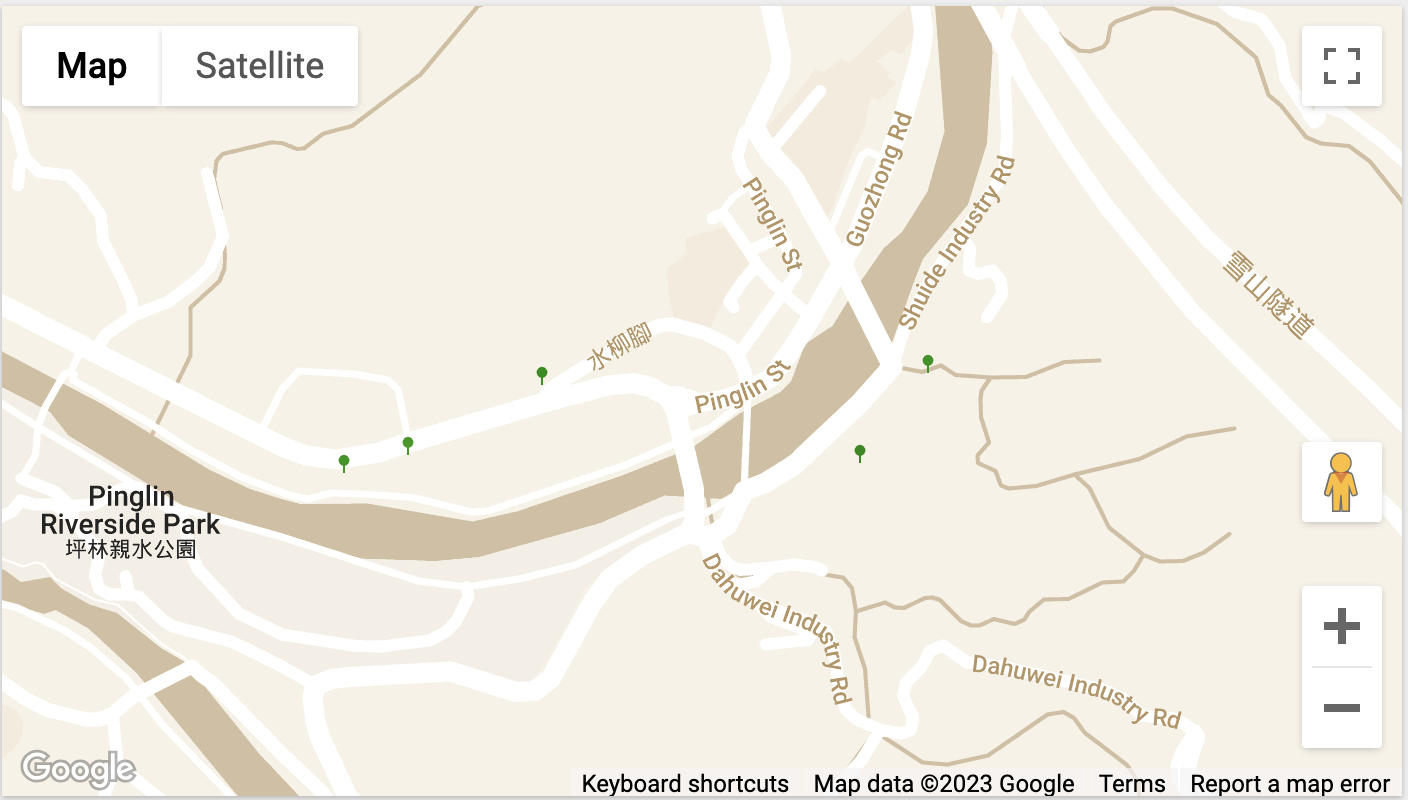 Map
Satellite
Guozhong Rd
Pinglin St
Shuide Industry Rd
雪山隧道
水柳腳
Pinglin St
Pinglin
Riverside Park
坪林親水公園
Dahuwei Industry Rd
Dahuwei Industry Rd
Google
Keyboard shortcuts
Map data ©2023 Google
Terms
Report a map error